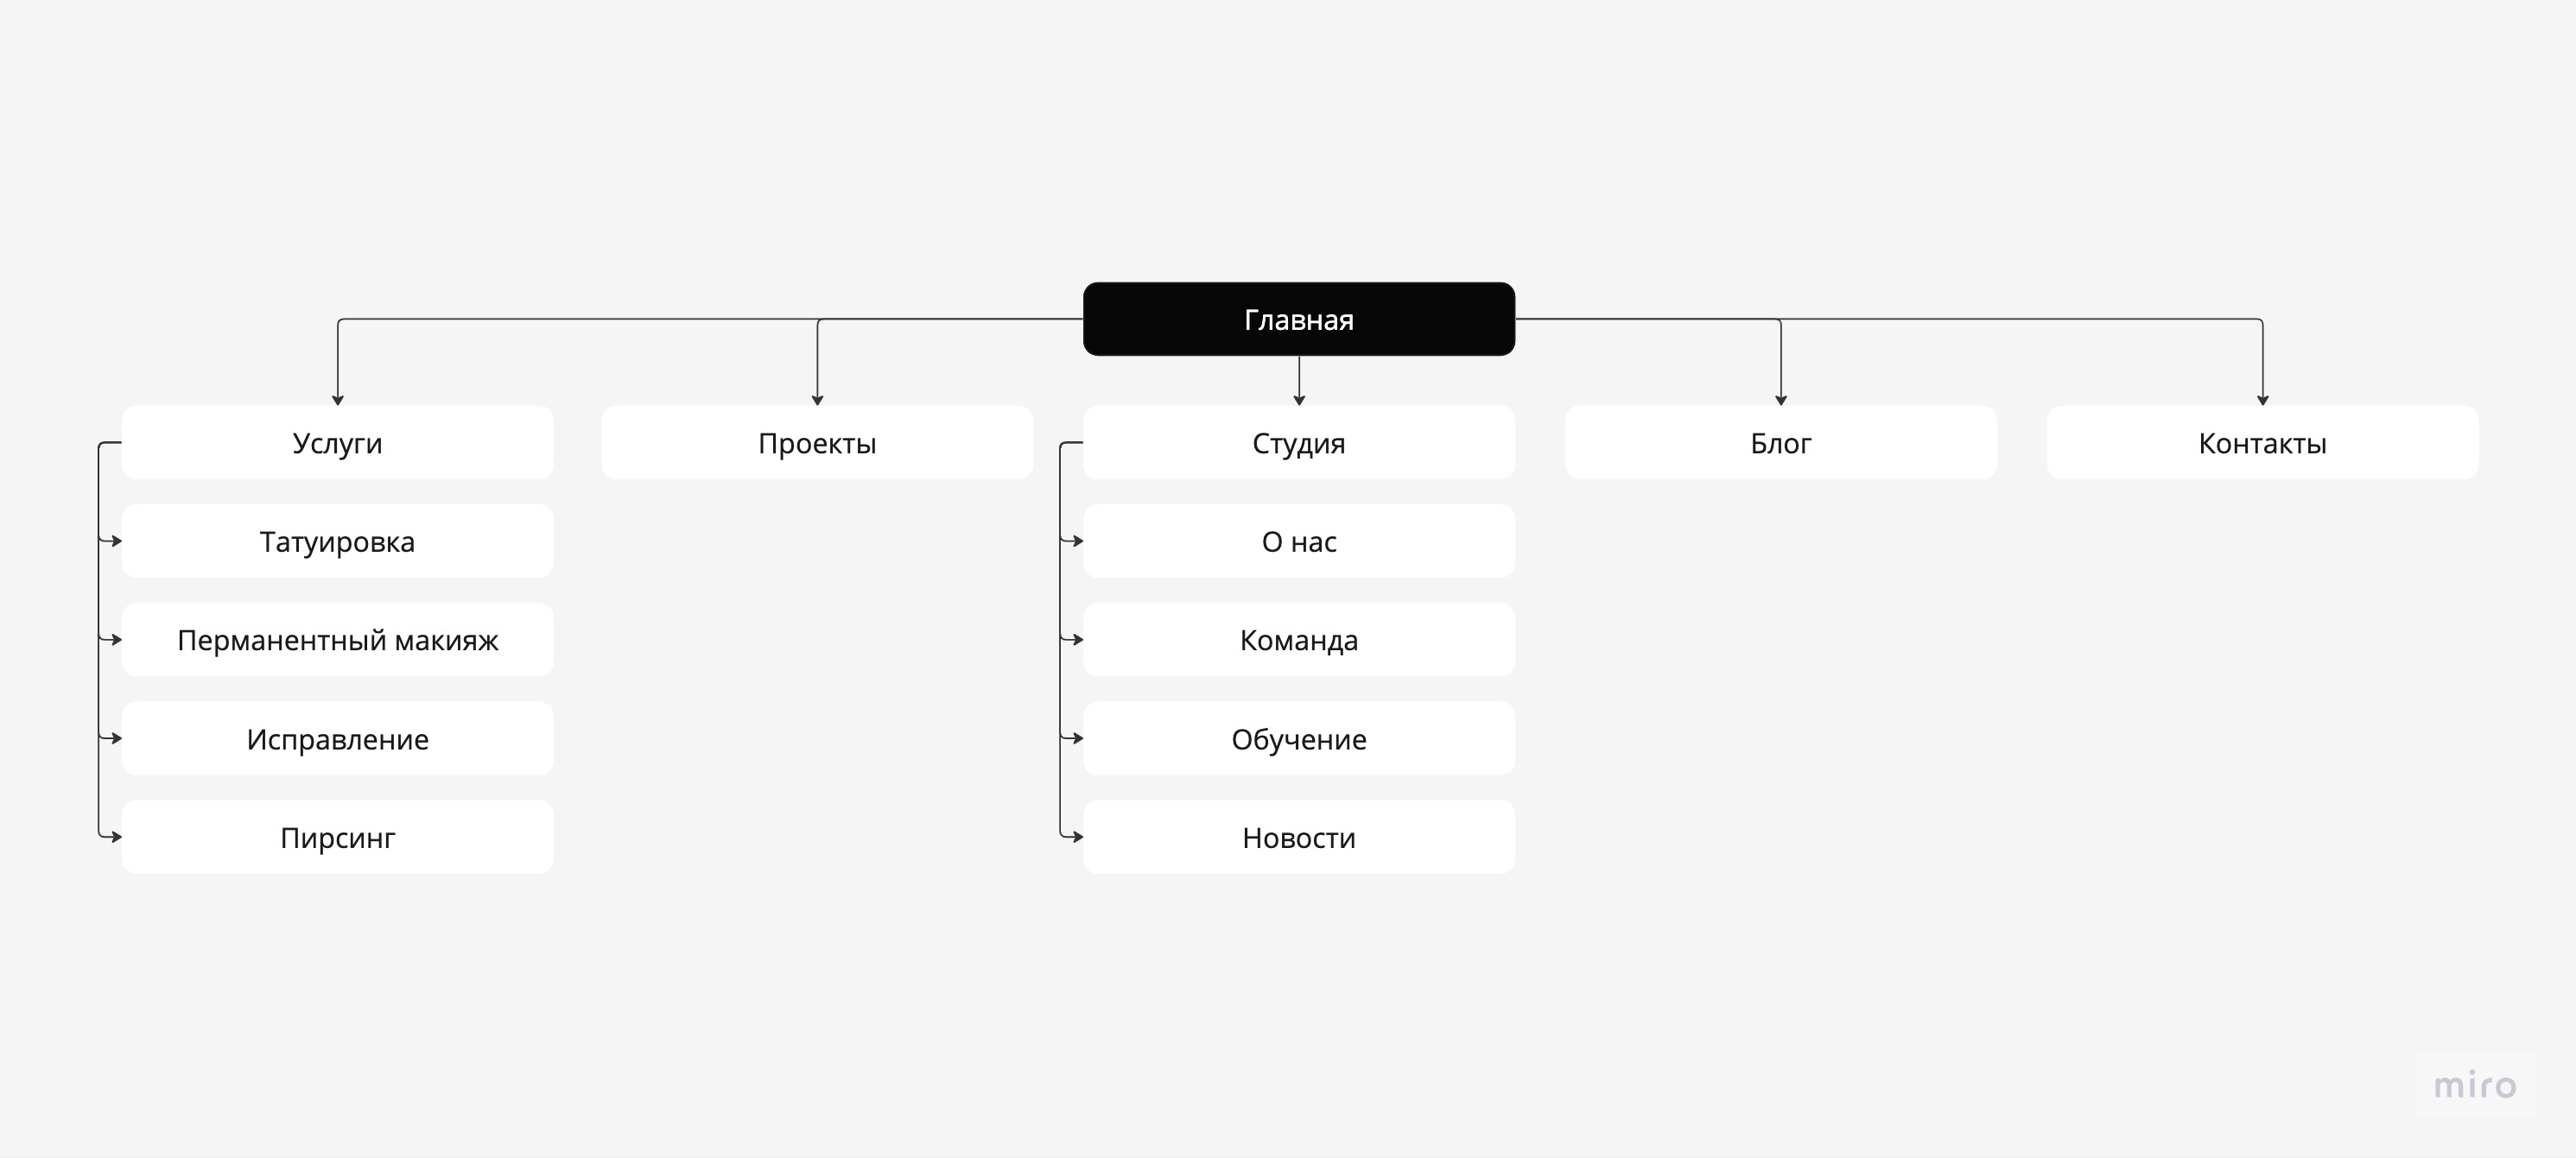 Главная
Услуги
Проекты
Студия
Блог
Контакты
Татуировка
О нас
Перманентный макияж
Команда
Исправление
Обучение
Пирсинг
Новости
miro